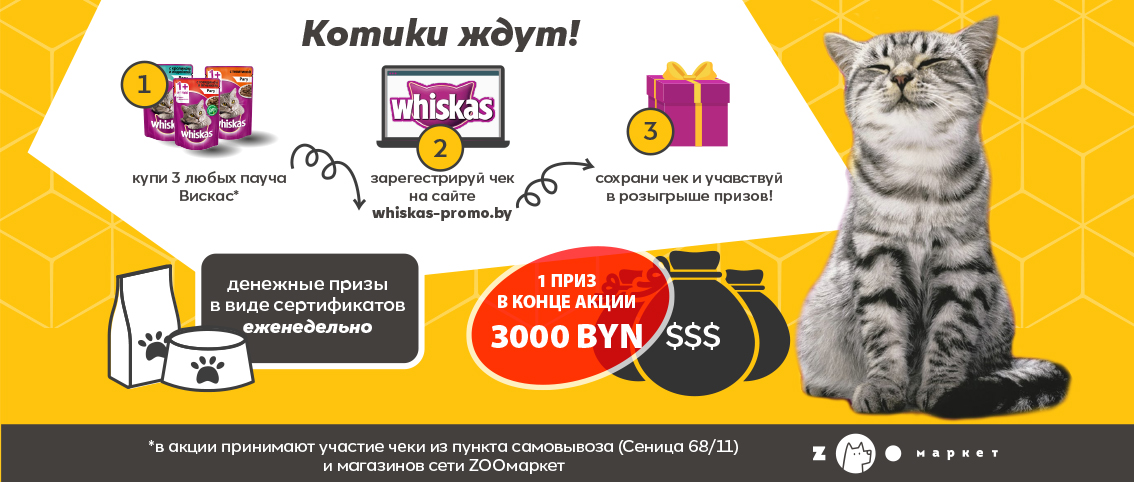 Котики ждут!
1
whiskas
купи 3 любых пауча
Вискас*
whiskas
2
зарегестрируй чек
на сайте
whiskas-promo.by
3
сохрани чек и учавствуй
в розыгрыше призов!
денежные призы
в виде сертификатов
еженедельно
1 ПРИЗ
В КОНЦЕ АКЦИИ
3000 BYN
$$$
*в акции принимают участие чеки из пункта самовывоза (Сеница 68/11)
и магазинов сети ZOOмаркет
Z маркет